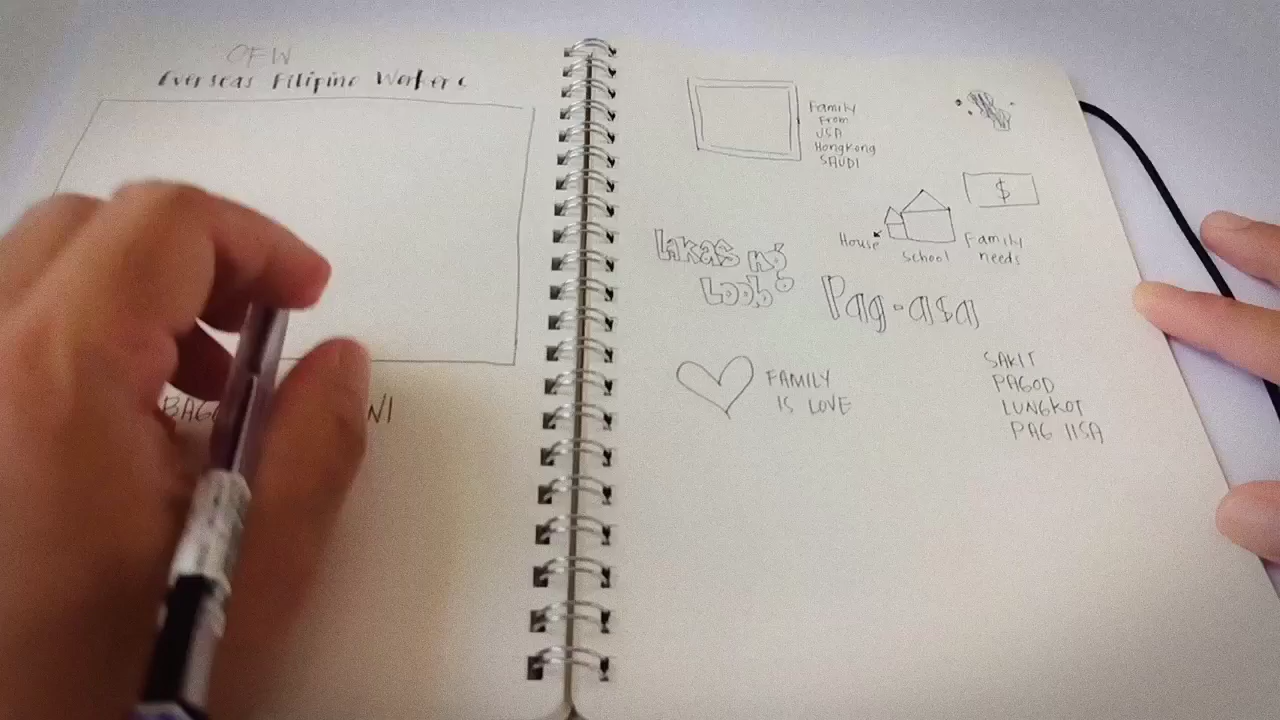 OFW
Overseas Filipino Workers
Family
From
USA
HongKong
SAUDI
$
House
School
Family
needs
LAKAS ng
Loob
Pag-asa
FAMILY
IS LOVE
SAKIT
PAGOD
LUNGKOT
PAG IISA